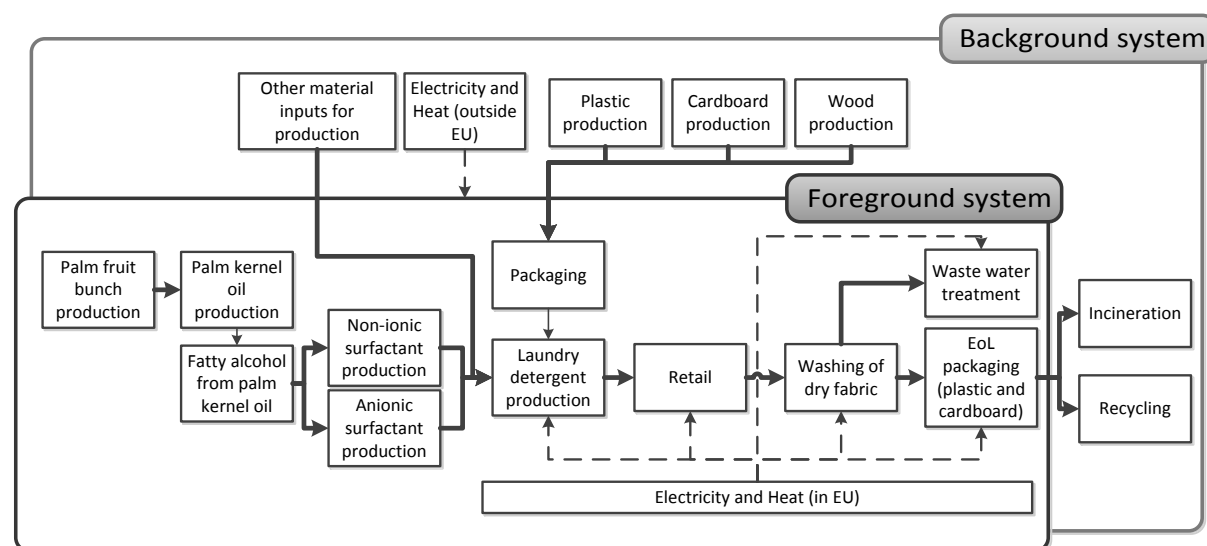 Background system
Other material
inputs for
production
Electricity and
Heat (outside
EU)
Plastic
production
Cardboard
production
Wood
production
Foreground system
Palm fruit
bunch
production
Palm kernel
oil
production
Packaging
Waste water
treatment
Incineration
Non-ionic
surfactant
production
Fatty alcohol
from palm
kernel oil
Laundry
detergent
production
Retail
Washing of
dry fabric
EoL
packaging
(plastic and
cardboard)
Anionic
surfactant
production
Recycling
Electricity and Heat (in EU)